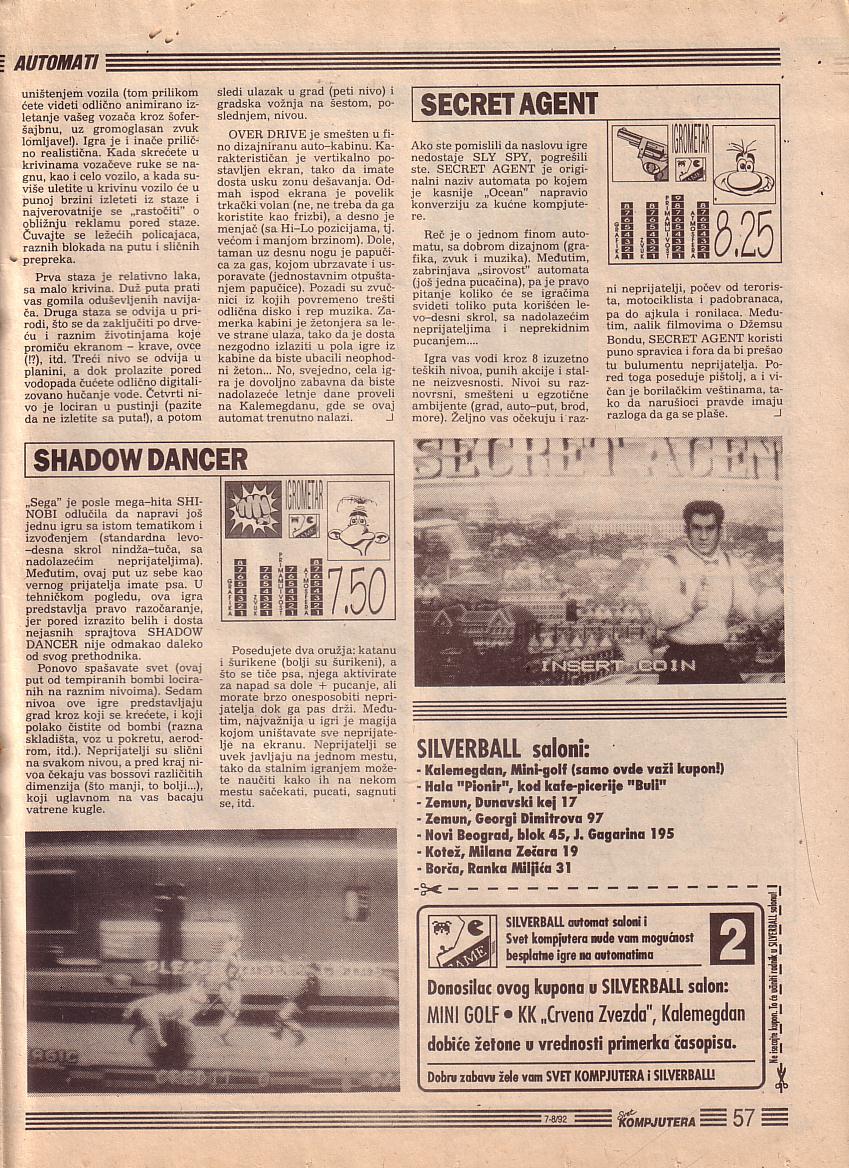 AUTOMATI
uništenjem vozila (tom prilikom
ćete videti odlično animirano iz-
letanje vašeg vozača kroz šofer-
šajbnu, uz gromoglasan zvuk
lomljave!). Igra je i inače prilič-
no realistična. Kada skrećete u
krivinama vozačeve ruke se na-
gnu, kao i celo vozilo, a kada su-
više uletite u krivinu vozilo će u
punoj brzini izleteti iz staze i
najverovatnije se „rastočiti” o
obližnju reklamu pored staze.
Čuvajte se ležećih policajaca,
raznih blokada na putu i sličnih
prepreka.
Prva staza je relativno laka,
sa malo krivina. Duž puta prati
vas gomila oduševljenih navija-
ča. Druga staza se odvija u pri-
rodi, što se da zaključiti po drve-
ću i raznim životinjama koje
promiču ekranom – krave, ovce
(!?), itd. Treći nivo se odvija u
planini, a dok prolazite pored
vodopada čućete odlično digitali-
zovano hučanje vode. Četvrti ni-
vo je lociran u pustinji (pazite
da ne izletite sa puta!), a potom
sledi ulazak u grad (peti nivo) i
gradska vožnja na šestom, po-
slednjem, nivou.
OVER DRIVE je smešten u fi-
no dizajniranu auto–kabinu. Ka-
rakterističan je vertikalno po-
stavljen ekran, tako da imate
dosta usku zonu dešavanja. Od-
mah ispod ekrana je povelik
trkački volan (ne, ne treba da ga
koristite kao frizbi), a desno je
menjač (sa Hi–Lo pozicijama, tj.
većom i manjom brzinom). Dole,
taman uz desnu nogu je papuči-
ca za gas, kojom ubrzavate i us-
poravate (jednostavnim otpušta-
njem papučice). Pozadi su zvuč-
nici iz kojih povremeno trešti
odlična disko i rep muzika. Za-
merka kabini je žetonjera sa le-
ve strane ulaza, tako da je dosta
nezgodno izlaziti u pola igre iz
kabine da biste ubacili neophod-
ni žeton... No, svejedno, cela ig-
ra je dovoljno zabavna da biste
nadolazeće letnje dane proveli
na Kalemegdanu, gde se ovaj
automat trenutno nalazi.
SHADOW DANCER
„Sega” je posle mega–hita SHI-
NOBI odlučila da napravi još
jednu igru sa istom tematikom i
izvođenjem (standardna levo-
–desna skrol nindža–tuča, sa
nadolazećim neprijateljima).
Međutim, ovaj put uz sebe kao
vernog prijatelja imate psa. U
tehničkom pogledu, ova igra
predstavlja pravo razočaranje,
jer pored izrazito belih i dosta
nejasnih sprajtova SHADOW
DANCER nije odmakao daleko
od svog prethodnika.
Ponovo spašavate svet (ovaj
put od tempiranih bombi locira-
nih na raznim nivoima). Sedam
nivoa ove igre predstavljaju
grad kroz koji se krećete, i koji
polako čistite od bombi (razna
skladišta, voz u pokretu, aerod-
rom, itd.). Neprijatelji su slični
na svakom nivou, a pred kraj ni-
voa čekaju vas bossovi različitih
dimenzija (što manji, to bolji...),
koji uglavnom na vas bacaju
vatrene kugle.
IGROMETAR
GRAFIKA
ZVUK
PRIMAMLJIVOST
ATMOSFERA
7.50
Posedujete dva oružja: katanu
i šurikene (bolji su šurikeni), a
što se tiče psa, njega aktivirate
za napad sa dole + pucanje, ali
morate brzo onesposobiti nepri-
jatelja dok ga pas drži. Među-
tim, najvažnija u igri je magija
kojom uništavate sve neprijate-
lje na ekranu. Neprijatelji se
uvek javljaju na jednom mestu,
tako da stalnim igranjem može-
te naučiti kako ih na nekom
mestu sačekati, pucati, sagnuti
se, itd.
CREDIT 0
SECRET AGENT
Ako ste pomislili da naslovu igre
nedostaje SLY SPY, pogrešili
ste. SECRET AGENT je origi-
nalni naziv automata po kojem
je kasnije „Ocean” napravio
konverziju za kućne kompjute-
re.
Reč je o jednom finom auto-
matu, sa dobrom dizajnom (gra-
fika, zvuk i muzika). Međutim,
zabrinjava „sirovost” automata
(još jedna pucačina), pa je pravo
pitanje koliko će se igračima
svideti toliko puta korišćen le-
vo–desni skrol, sa nadolazećim
neprijateljima i neprekidnim
pucanjem....
Igra vas vodi kroz 8 izuzetno
teških nivoa, punih akcije i stal-
ne neizvesnosti. Nivoi su raz-
novrsni, smešteni u egzotične
ambijente (grad, auto–put, brod,
more). Željno vas očekuju i raz-
IGROMETAR
GRAFIKA
ZVUK
PRIMAMLJIVOST
ATMOSFERA
8.25
ni neprijatelji, počev od teroris-
ta, motociklista i padobranaca,
pa do ajkula i ronilaca. Među-
tim, nalik filmovima o Džemsu
Bondu, SECRET AGENT koristi
puno spravica i fora da bi prešao
tu bulumentu neprijatelja. Po-
red toga poseduje pištolj, a i vi-
čan je borilačkim veštinama, ta-
ko da narušioci pravde imaju
razloga da ga se plaše.
SECRET AGEN
INSERT COIN
SILVERBALL saloni:
- Kalemegdan, Mini-golf (samo ovde važi kupon!)
- Hala "Pionir", kod kafe-picerije "Buli"
- Zemun, Dunavski kej 17
- Zemun, Georgi Dimitrova 97
- Novi Beograd, blok 45, J. Gagarina 195
- Kotež, Milana Zečara 19
- Borča, Ranka Miljića 31
GAME
SILVERBALL automat saloni i
Svet kompjutera nude vam mogućnost
besplatne igre na automatima
2
Donosilac ovog kupona u SILVERBALL salon:
MINI GOLF • KK „Crvena Zvezda”, Kalemegdan
dobiće žetone u vrednosti primerka časopisa.
Dobru zabavu žele vam SVET KOMPJUTERA i SILVERBALL!
Ne isecajte kupon. To će učiniti radnik u SILVERBALL salonu!
7-8/92
Svet KOMPJUTERA
57